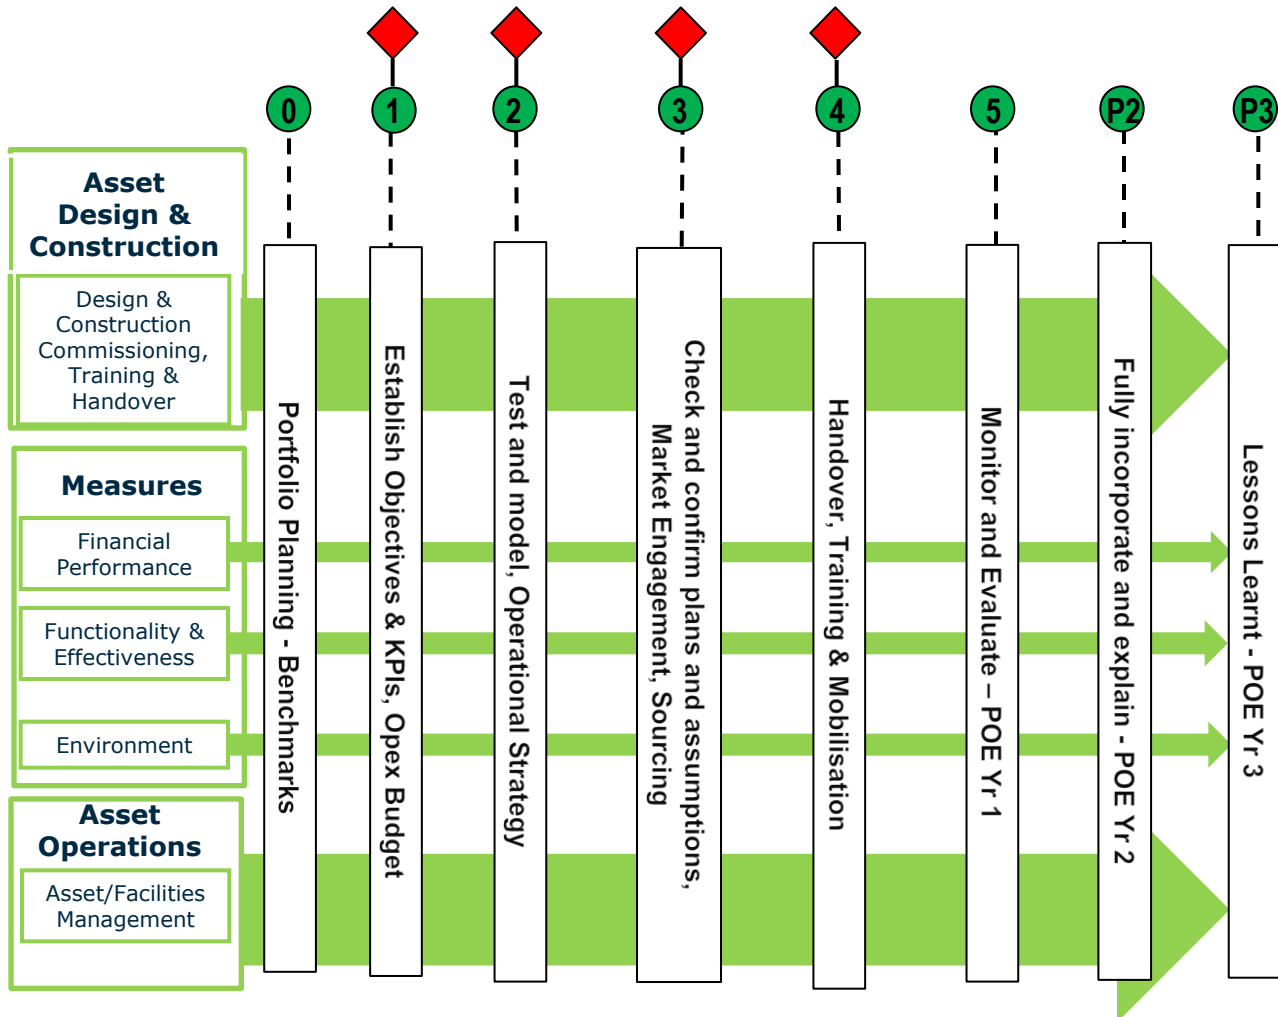 0
1
2
3
4
5
P2
P3
Asset
Design &
Construction
Design &
Construction
Commissioning,
Training &
Handover
Measures
Financial
Performance
Functionality &
Effectiveness
Environment
Asset
Operations
Asset/Facilities
Management
Portfolio Planning - Benchmarks
Establish Objectives & KPIs, Opex Budget
Test and model, Operational Strategy
Check and confirm plans and assumptions,
Market Engagement, Sourcing
Handover, Training & Mobilisation
Monitor and Evaluate – POE Yr 1
Fully incorporate and explain - POE Yr 2
Lessons Learnt - POE Yr 3